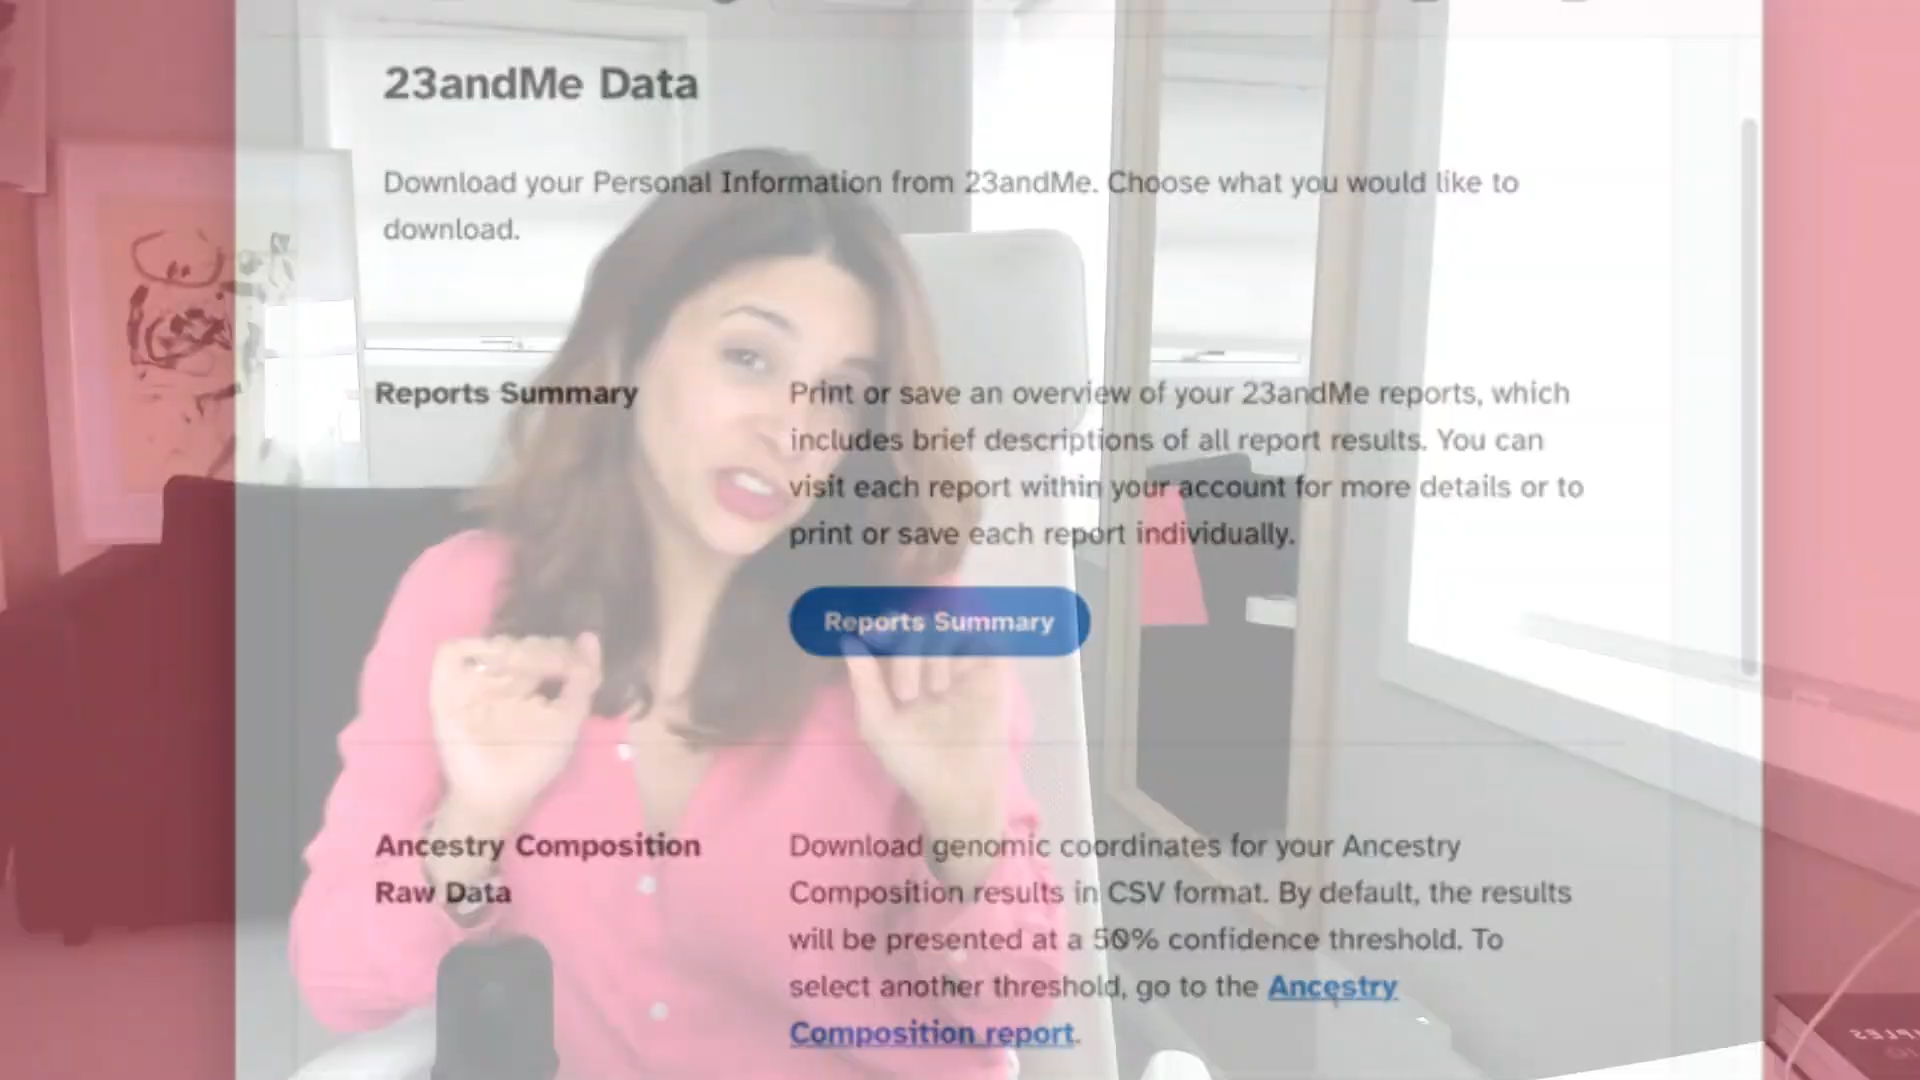 23andMe Data
Download your Personal Information from 23andMe. Choose what you would like to
download.
Reports Summary
Print or save an overview of your 23andMe reports, which
includes brief descriptions of all report results. You can
visit each report within your account for more details or to
print or save each report individually.
Reports Summary
Ancestry Composition
Raw Data
Download genomic coordinates for your Ancestry
Composition results in CSV format. By default, the results
will be presented at a 50% confidence threshold. To
select another threshold, go to the Ancestry
Composition report.